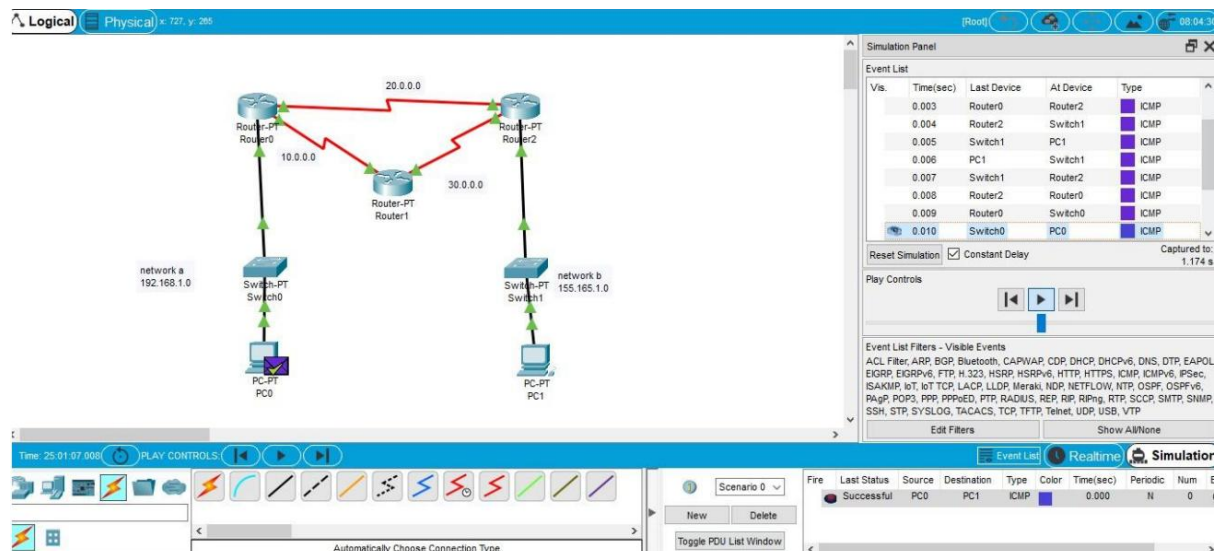 Logical Physical x: 727, y: 265 [Root] 08:04:30
20.0.0.0
Router-PT
Router0
Router-PT
Router2
10.0.0.0
30.0.0.0
Router-PT
Router1
network a
192.168.1.0
Switch-PT
Switch0
Switch-PT
Switch1
network b
155.165.1.0
PC-PT
PC0
PC-PT
PC1
Simulation Panel
Event List
Vis. Time(sec) Last Device At Device Type
0.003 Router0 Router2 ICMP
0.004 Router2 Switch1 ICMP
0.005 Switch1 PC1 ICMP
0.006 PC1 Switch1 ICMP
0.007 Switch1 Router2 ICMP
0.008 Router2 Router0 ICMP
0.009 Router0 Switch0 ICMP
0.010 Switch0 PC0 ICMP
Reset Simulation Constant Delay Captured to:
1.174 s
Play Controls
Event List Filters - Visible Events
ACL Filter, ARP, BGP, Bluetooth, CAPWAP, CDP, DHCP, DHCPv6, DNS, DTP, EAPOL,
EIGRP, EIGRPv6, FTP, H.323, HSRP, HSRPv6, HTTP, HTTPS, ICMP, ICMPv6, IPSec,
ISAKMP, IoT, IoT TCP, LACP, LLDP, Meraki, NDP, NETFLOW, NTP, OSPF, OSPFv6,
PAgP, POP3, PPP, PPPoED, PTP, RADIUS, REP, RIP, RIPng, RTP, SCCP, SMTP, SNMP,
SSH, STP, SYSLOG, TACACS, TCP, TFTP, Telnet, UDP, USB, VTP
Edit Filters Show All/None
Time: 25:01:07.008 PLAY CONTROLS: Event List Realtime Simulation
Scenario 0
New Delete
Toggle PDU List Window
Fire Last Status Source Destination Type Color Time(sec) Periodic Num
Successful PC0 PC1 ICMP 0.000 N 0
Automatically Choose Connection Type